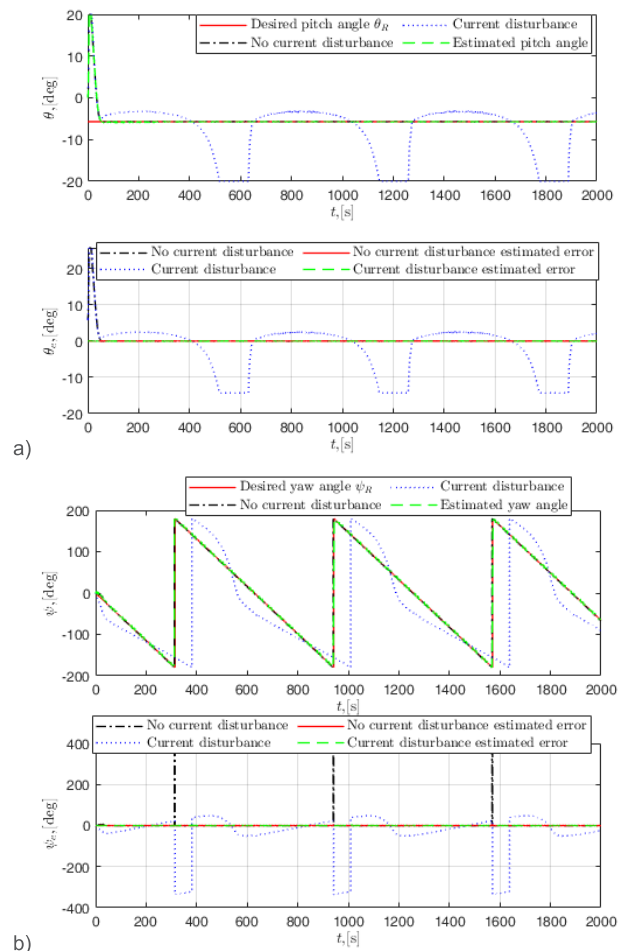 20
Desired pitch angle θ_R
Current disturbance
No current disturbance
Estimated pitch angle
10
0
-10
-20
θ,[deg]
0 200 400 600 800 1000 1200 1400 1600 1800 2000
t,[s]
No current disturbance
No current disturbance estimated error
Current disturbance
Current disturbance estimated error
20
10
0
-10
-20
θ_e,[deg]
0 200 400 600 800 1000 1200 1400 1600 1800 2000
t,[s]
a)
Desired yaw angle ψ_R
Current disturbance
No current disturbance
Estimated yaw angle
200
100
0
-100
-200
ψ,[deg]
0 200 400 600 800 1000 1200 1400 1600 1800 2000
t,[s]
No current disturbance
No current disturbance estimated error
Current disturbance
Current disturbance estimated error
400
200
0
-200
-400
ψ_e,[deg]
0 200 400 600 800 1000 1200 1400 1600 1800 2000
t,[s]
b)